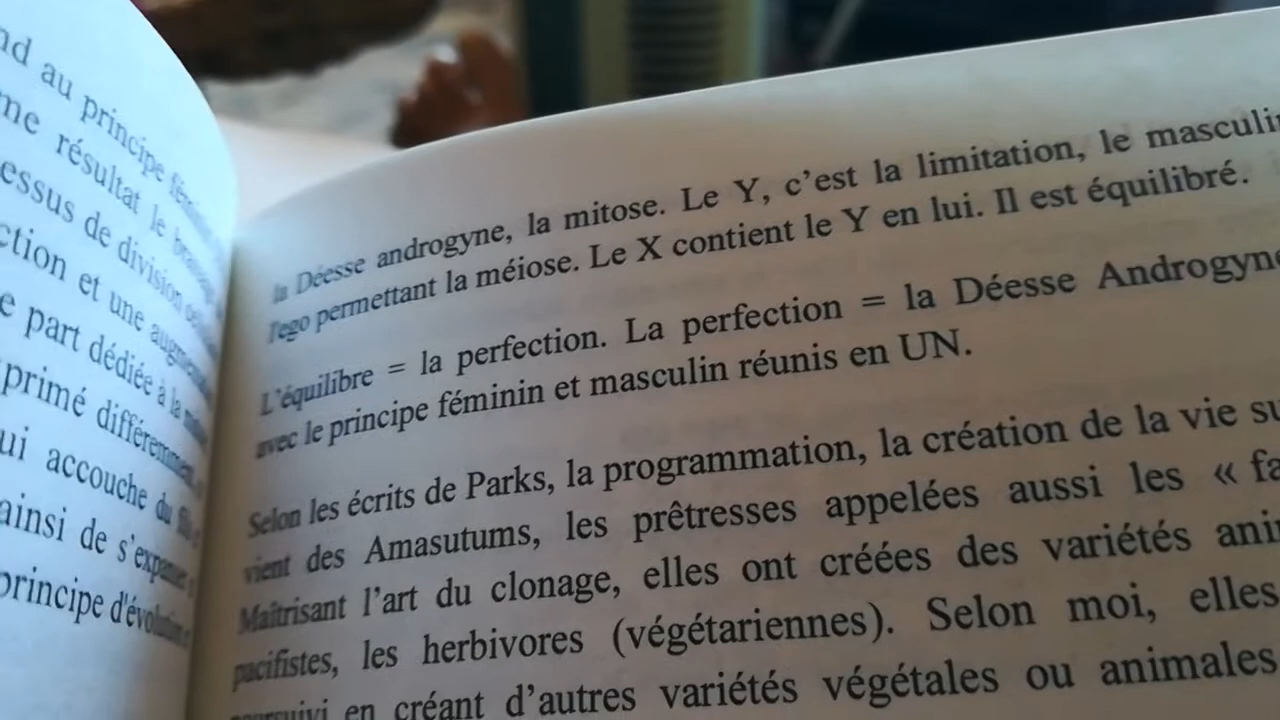 nd au principe
me résultat le
essus de division
ction et une
e part dédiée à la
primé
ui accouche du
ainsi de
principe d'évolution
la Déesse androgyne, la mitose. Le Y, c'est la limitation, le masculin
l'ego permettant la méiose. Le X contient le Y en lui. Il est équilibré.
L'équilibre = la perfection. La perfection = la Déesse Androgyne
avec le principe féminin et masculin réunis en UN.
Selon les écrits de Parks, la programmation, la création de la vie su
vient des Amasutums, les prêtresses appelées aussi les « fa
Maîtrisant l'art du clonage, elles ont créées des variétés ani
pacifistes, les herbivores (végétariennes). Selon moi, elles
en créant d'autres variétés végétales ou animales